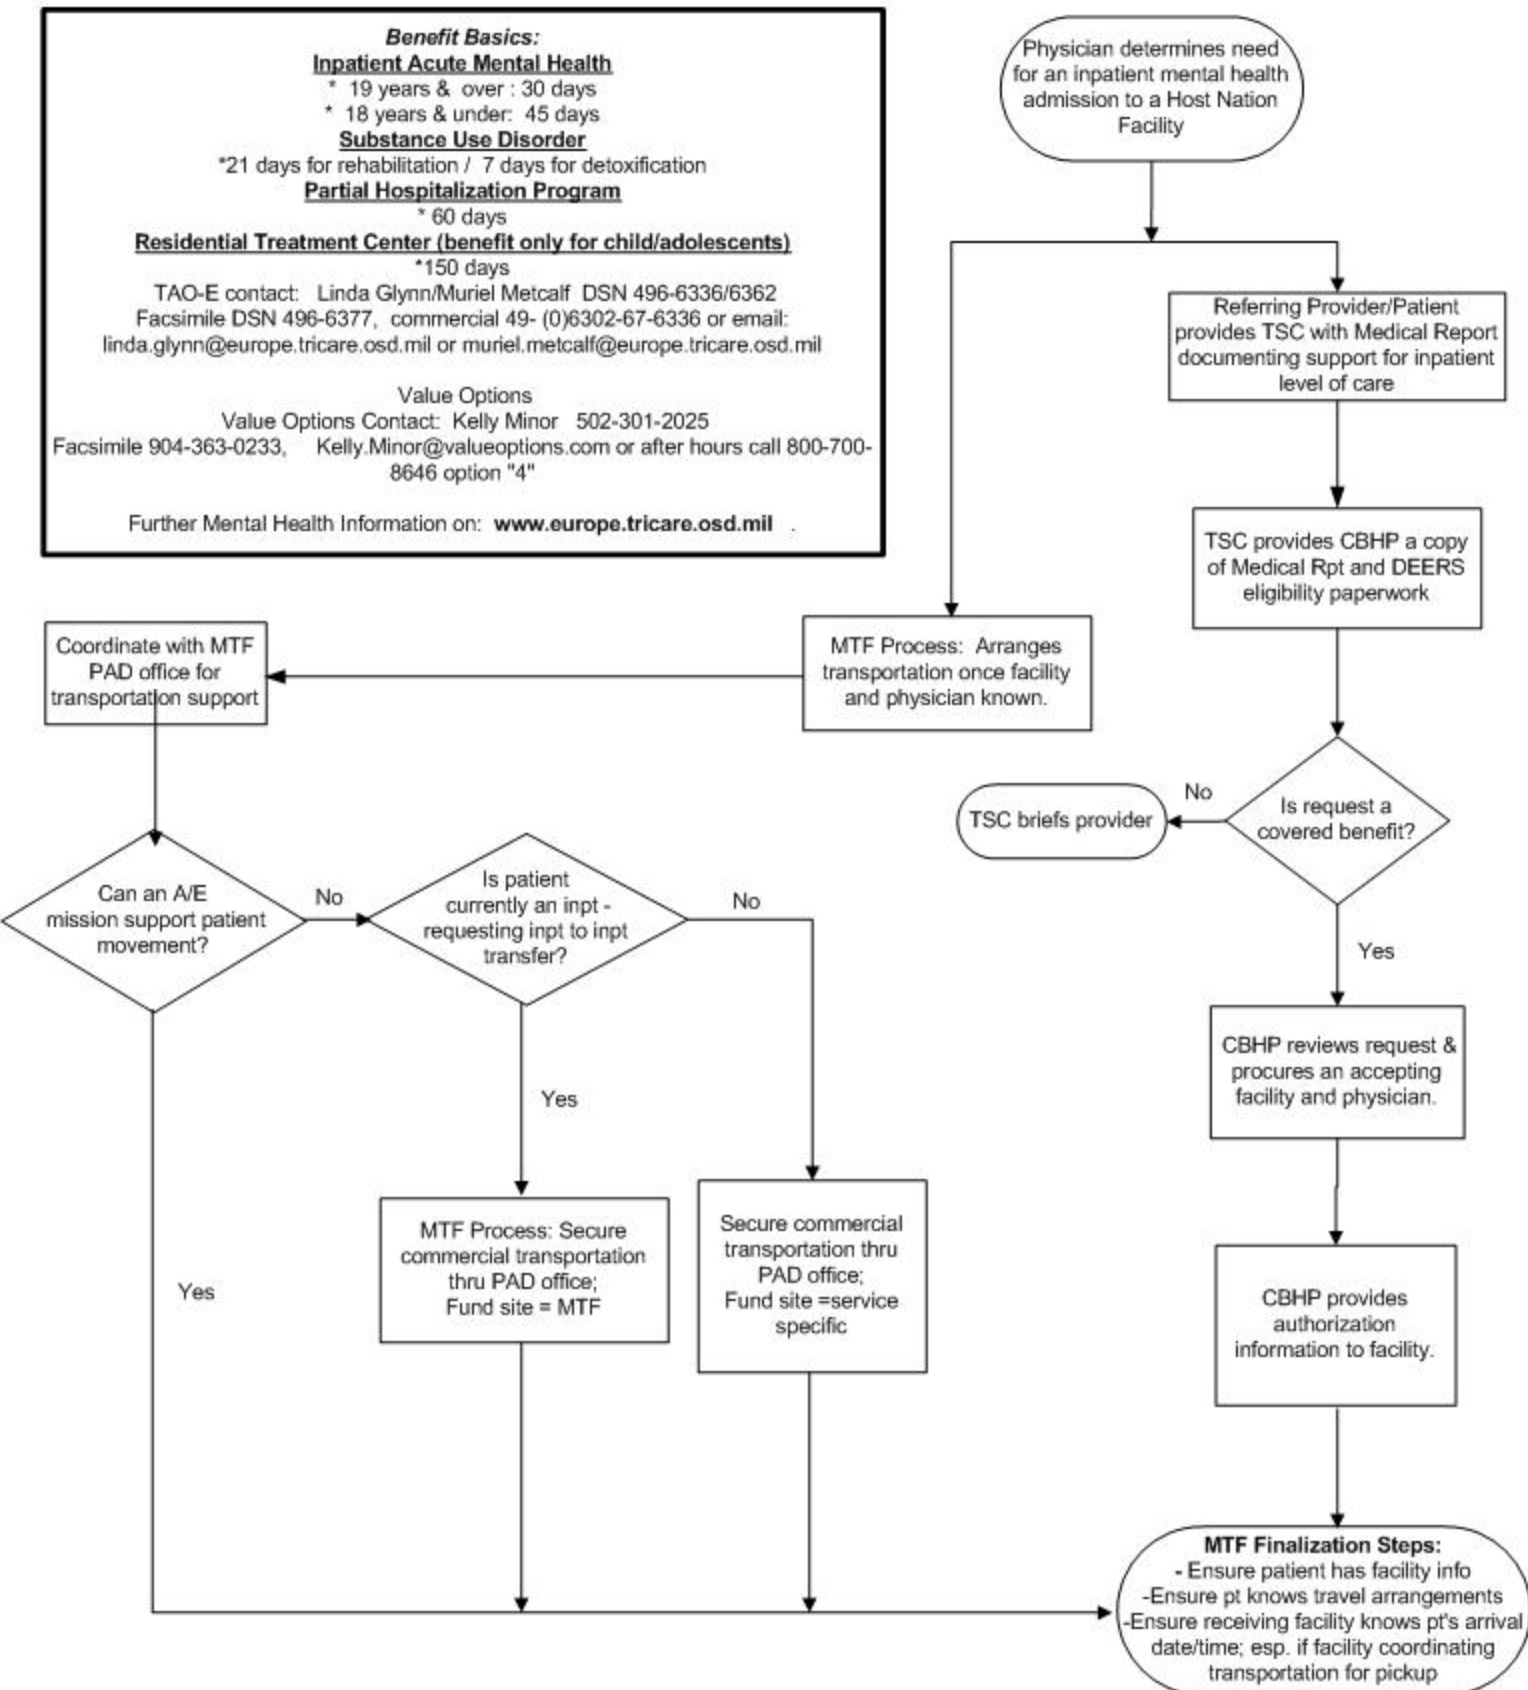 Benefit Basics:
Inpatient Acute Mental Health
* 19 years & over : 30 days
* 18 years & under: 45 days
Substance Use Disorder
*21 days for rehabilitation / 7 days for detoxification
Partial Hospitalization Program
* 60 days
Residential Treatment Center (benefit only for child/adolescents)
*150 days
TAO-E contact: Linda Glynn/Muriel Metcalf DSN 496-6336/6362
Facsimile DSN 496-6377, commercial 49- (0)6302-67-6336 or email:
linda.glynn@europe.tricare.osd.mil or muriel.metcalf@europe.tricare.osd.mil
Value Options
Value Options Contact: Kelly Minor 502-301-2025
Facsimile 904-363-0233, Kelly.Minor@valueoptions.com or after hours call 800-700-
8646 option "4"
Further Mental Health Information on: www.europe.tricare.osd.mil .
Physician determines need
for an inpatient mental health
admission to a Host Nation
Facility
Referring Provider/Patient
provides TSC with Medical Report
documenting support for inpatient
level of care
TSC provides CBHP a copy
of Medical Rpt and DEERS
eligibility paperwork
Coordinate with MTF
PAD office for
transportation support
MTF Process: Arranges
transportation once facility
and physician known.
Is request a
covered benefit?
No
TSC briefs provider
Yes
Can an A/E
mission support patient
movement?
No
Is patient
currently an inpt -
requesting inpt to inpt
transfer?
No
Yes
Yes
CBHP reviews request &
procures an accepting
facility and physician.
MTF Process: Secure
commercial transportation
thru PAD office;
Fund site = MTF
Secure commercial
transportation thru
PAD office;
Fund site =service
specific
CBHP provides
authorization
information to facility.
MTF Finalization Steps:
- Ensure patient has facility info
-Ensure pt knows travel arrangements
-Ensure receiving facility knows pt's arrival
date/time; esp. if facility coordinating
transportation for pickup